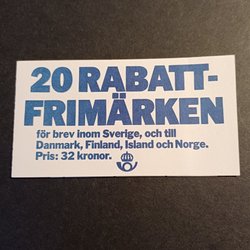 20 RABATT-
FRIMÄRKEN
för brev inom Sverige, och till
Danmark, Finland, Island och Norge.
Pris: 32 kronor.